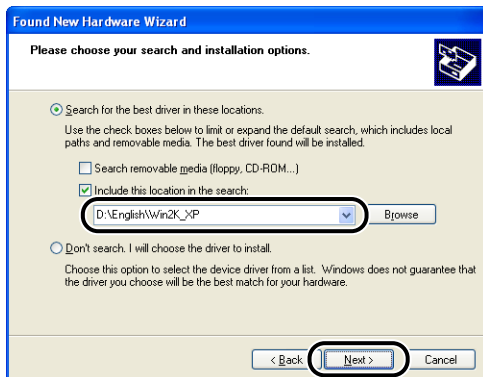 Found New Hardware Wizard
Please choose your search and installation options.
Search for the best driver in these locations.
Use the check boxes below to limit or expand the default search, which includes local
paths and removable media. The best driver found will be installed.
Search removable media (floppy, CD-ROM...)
Include this location in the search:
D:\English\Win2K_XP
Browse
Don't search. I will choose the driver to install.
Choose this option to select the device driver from a list. Windows does not guarantee that
the driver you choose will be the best match for your hardware.
< Back
Next >
Cancel